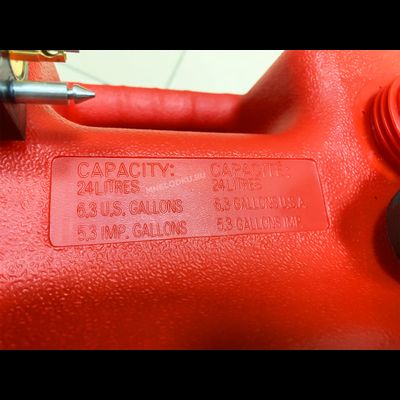 CAPACITY:
24 LITRES
6.3 U.S. GALLONS
5.3 IMP. GALLONS
CAPACITÉ:
24 LITRES
6,3 GALLONS U.S.A.
5,3 GALLONS IMP.